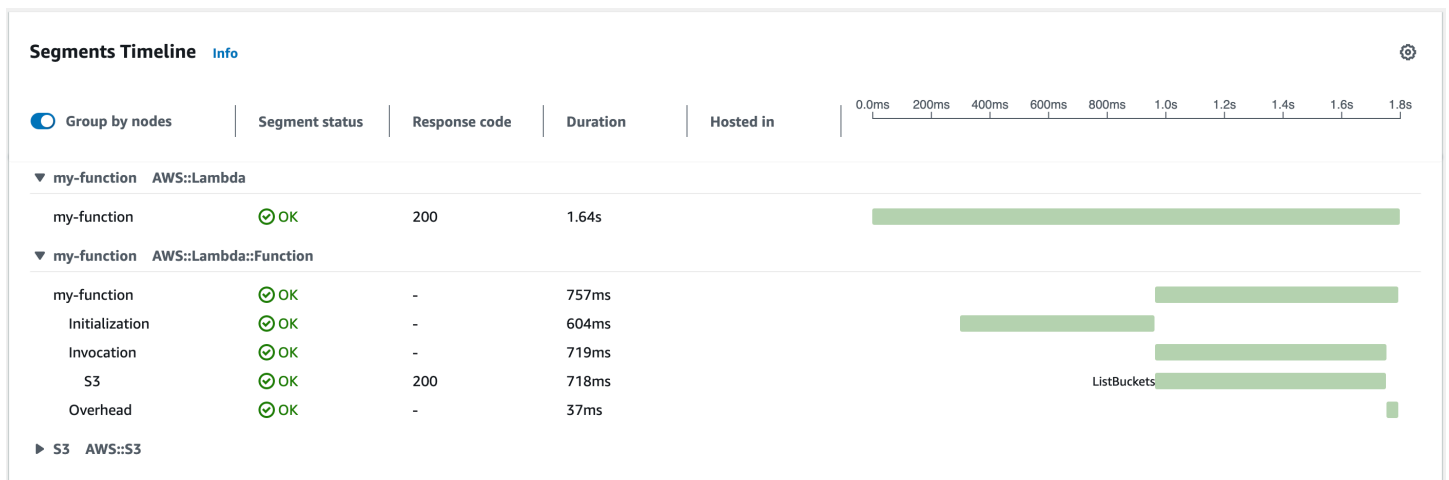 Segments Timeline Info
Group by nodes Segment status Response code Duration Hosted in 0.0ms 200ms 400ms 600ms 800ms 1.0s 1.2s 1.4s 1.6s 1.8s
my-function AWS::Lambda
my-function OK 200 1.64s
my-function AWS::Lambda::Function
my-function OK - 757ms
Initialization OK - 604ms
Invocation OK - 719ms
S3 OK 200 718ms ListBuckets
Overhead OK - 37ms
S3 AWS::S3